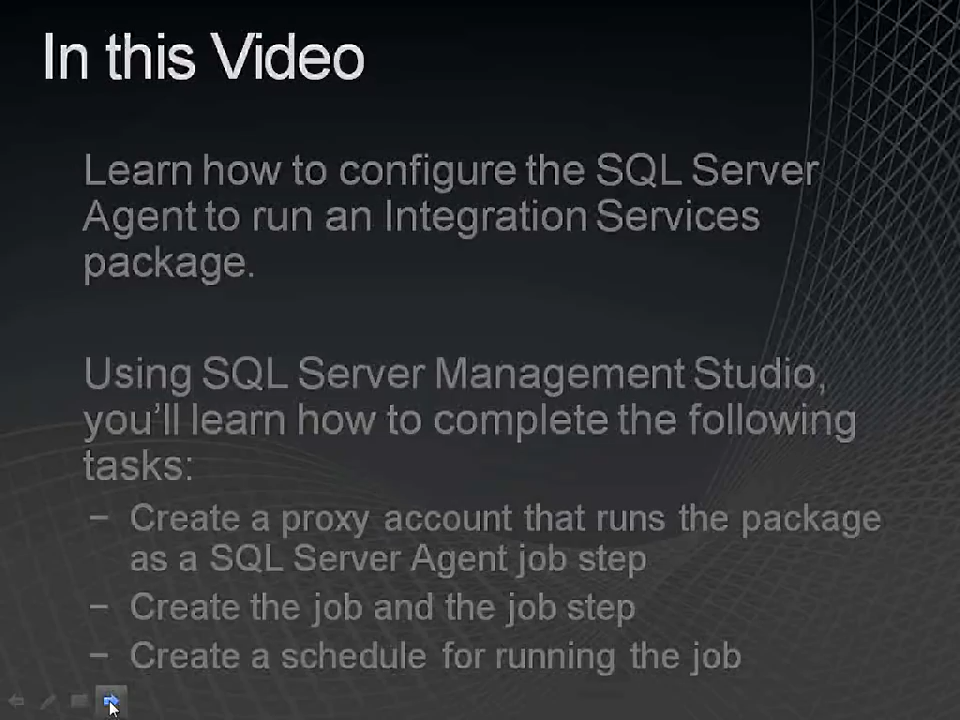 In this Video
Learn how to configure the SQL Server
Agent to run an Integration Services
package.
Using SQL Server Management Studio,
you'll learn how to complete the following
tasks:
– Create a proxy account that runs the package
as a SQL Server Agent job step
– Create the job and the job step
– Create a schedule for running the job